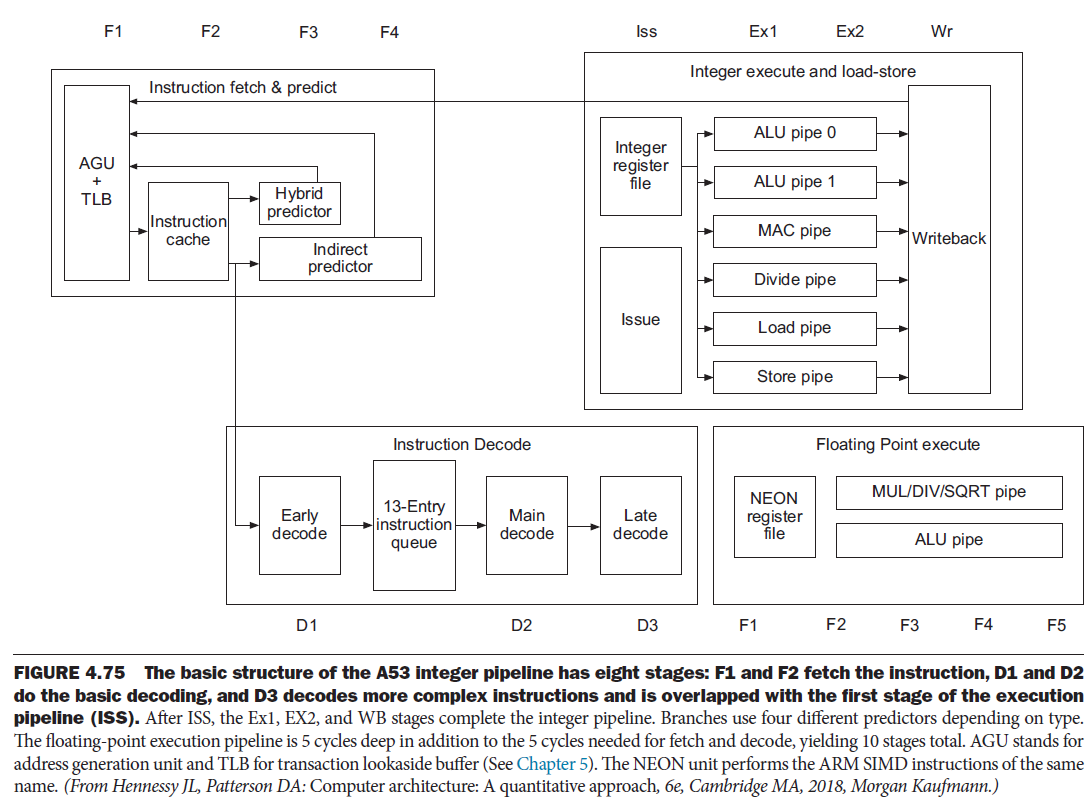 F1 F2 F3 F4 Iss Ex1 Ex2 Wr
Instruction fetch & predict
AGU
+
TLB
Instruction
cache
Hybrid
predictor
Indirect
predictor
Integer execute and load-store
Integer
register
file
Issue
ALU pipe 0
ALU pipe 1
MAC pipe
Divide pipe
Load pipe
Store pipe
Writeback
Instruction Decode
Early
decode
13-Entry
instruction
queue
Main
decode
Late
decode
Floating Point execute
NEON
register
file
MUL/DIV/SQRT pipe
ALU pipe
D1 D2 D3 F1 F2 F3 F4 F5
FIGURE 4.75 The basic structure of the A53 integer pipeline has eight stages: F1 and F2 fetch the instruction, D1 and D2
do the basic decoding, and D3 decodes more complex instructions and is overlapped with the first stage of the execution
pipeline (ISS). After ISS, the Ex1, EX2, and WB stages complete the integer pipeline. Branches use four different predictors depending on type.
The floating-point execution pipeline is 5 cycles deep in addition to the 5 cycles needed for fetch and decode, yielding 10 stages total. AGU stands for
address generation unit and TLB for transaction lookaside buffer (See Chapter 5). The NEON unit performs the ARM SIMD instructions of the same
name. (From Hennessy JL, Patterson DA: Computer architecture: A quantitative approach, 6e, Cambridge MA, 2018, Morgan Kaufmann.)